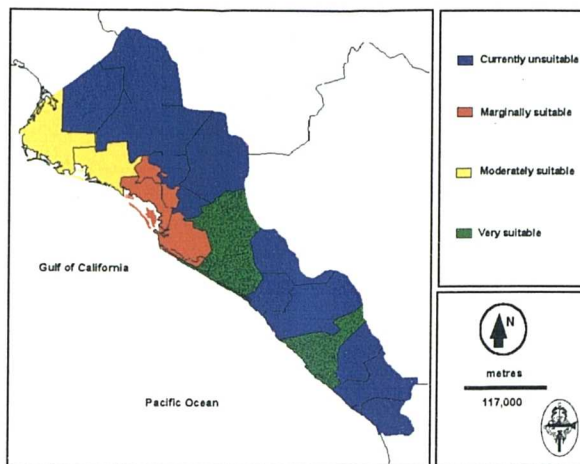 Currently unsuitable
Marginally suitable
Moderately suitable
Very suitable
Gulf of California
Pacific Ocean
N
metres
117,000